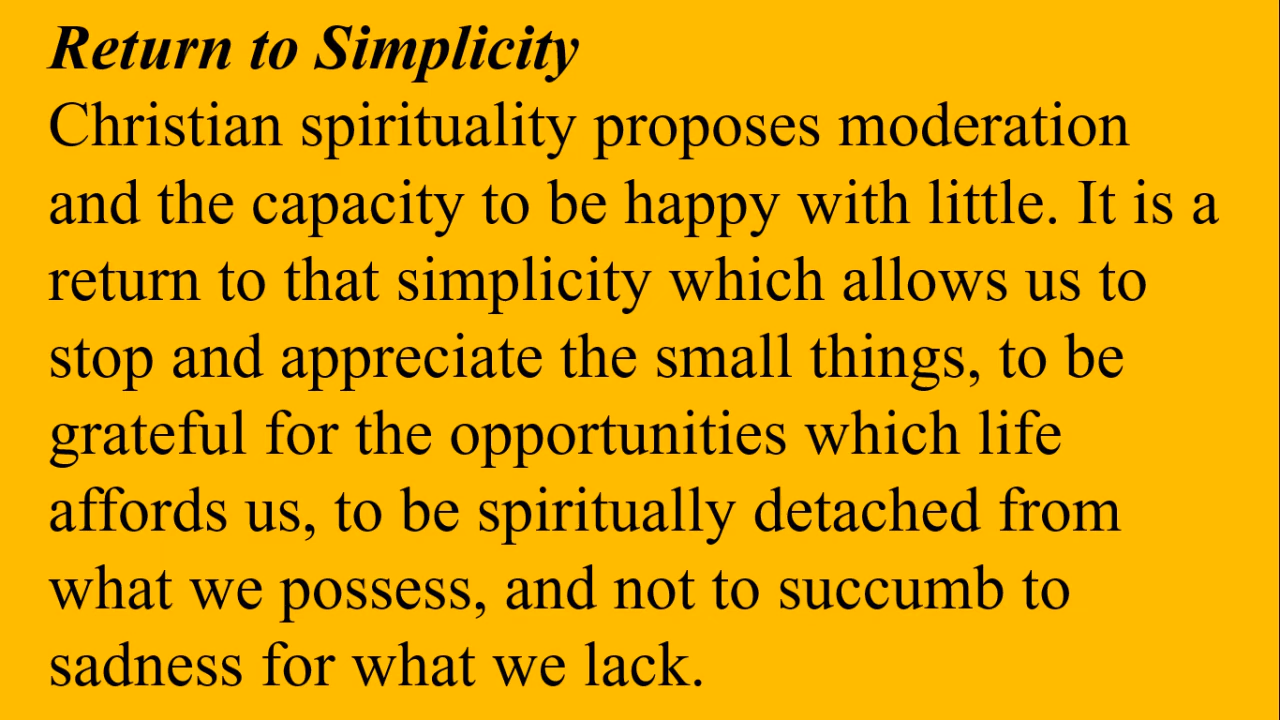 Return to Simplicity
Christian spirituality proposes moderation
and the capacity to be happy with little. It is a
return to that simplicity which allows us to
stop and appreciate the small things, to be
grateful for the opportunities which life
affords us, to be spiritually detached from
what we possess, and not to succumb to
sadness for what we lack.